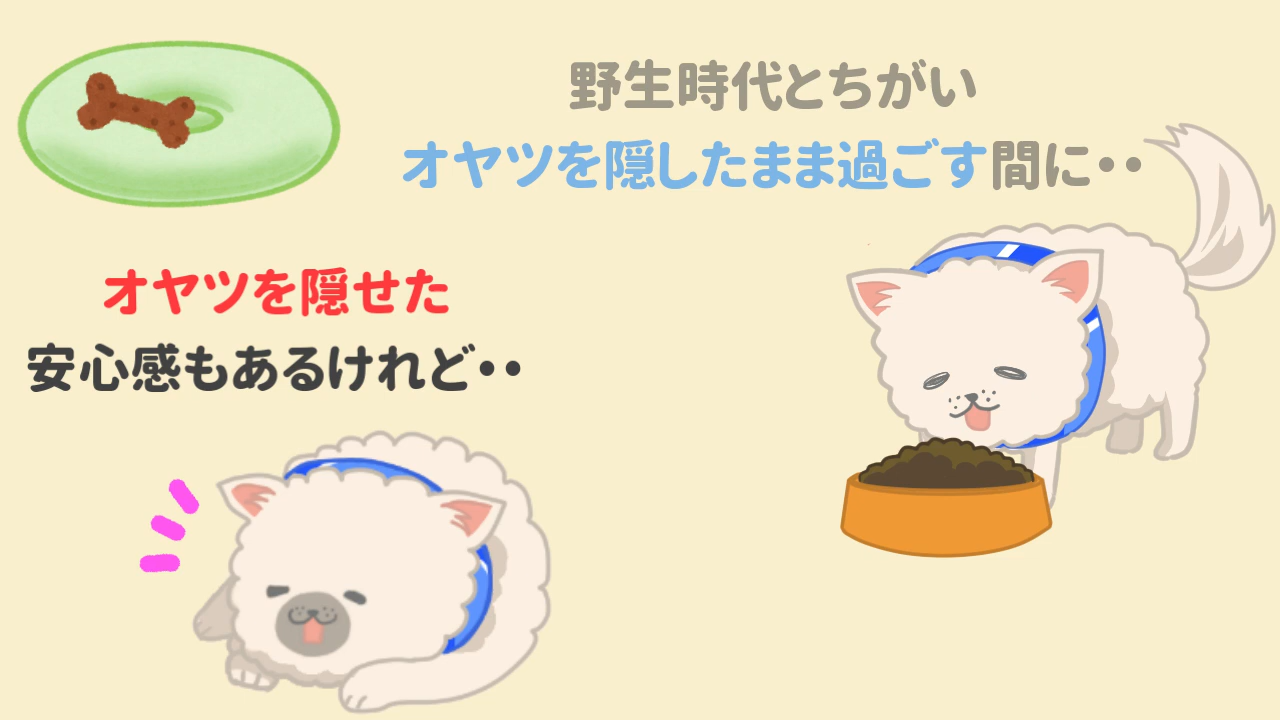 野生時代とちがい
オヤツを隠したまま過ごす間に・・
オヤツを隠せた
安心感もあるけれど・・